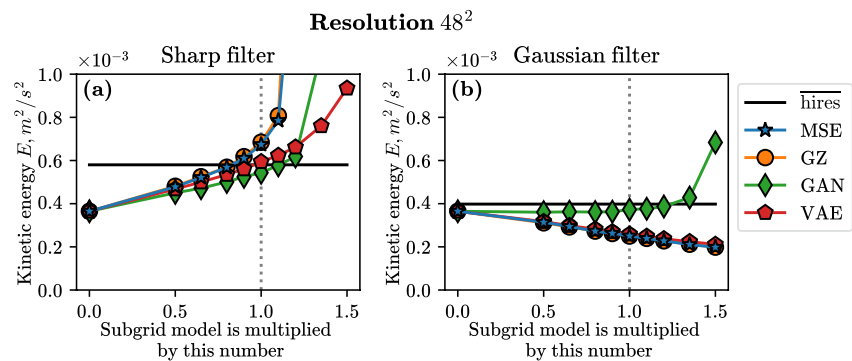 Resolution 48²
Sharp filter
Gaussian filter
×10⁻³
×10⁻³
(a)
(b)
1.0
0.8
0.6
0.4
0.2
0.0
Kinetic energy E, m²/s²
0.0 0.5 1.0 1.5
Subgrid model is multiplied
by this number
1.0
0.8
0.6
0.4
0.2
0.0
Kinetic energy E, m²/s²
0.0 0.5 1.0 1.5
Subgrid model is multiplied
by this number
hires
MSE
GZ
GAN
VAE